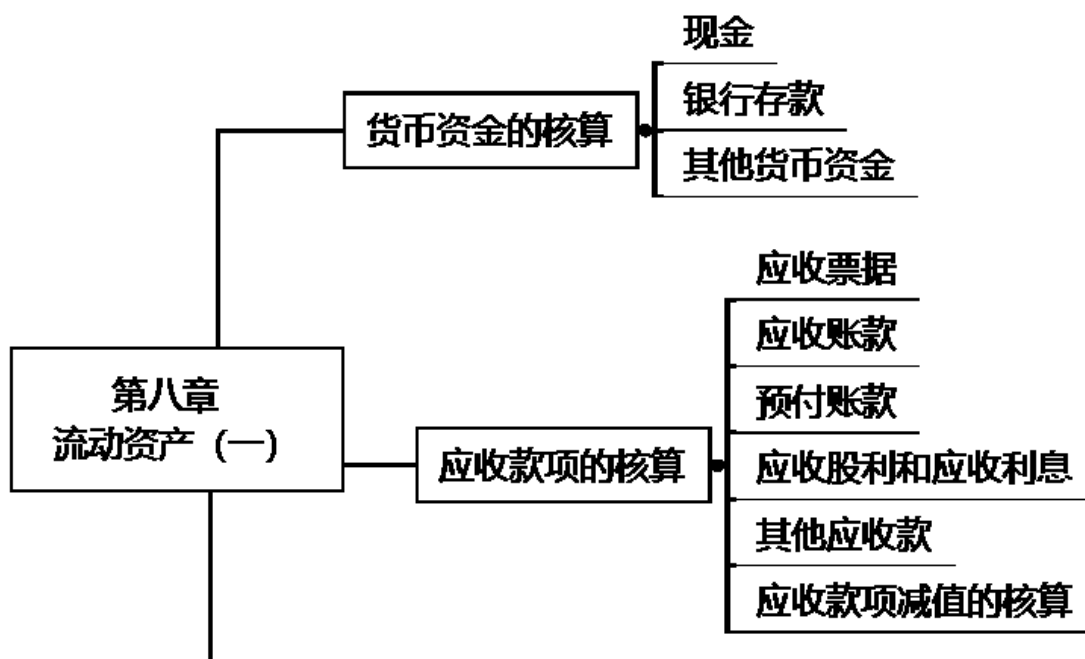 现金
银行存款
货币资金的核算
其他货币资金
应收票据
应收账款
第八章
流动资产（一）
预付账款
应收款项的核算
应收股利和应收利息
其他应收款
应收款项减值的核算